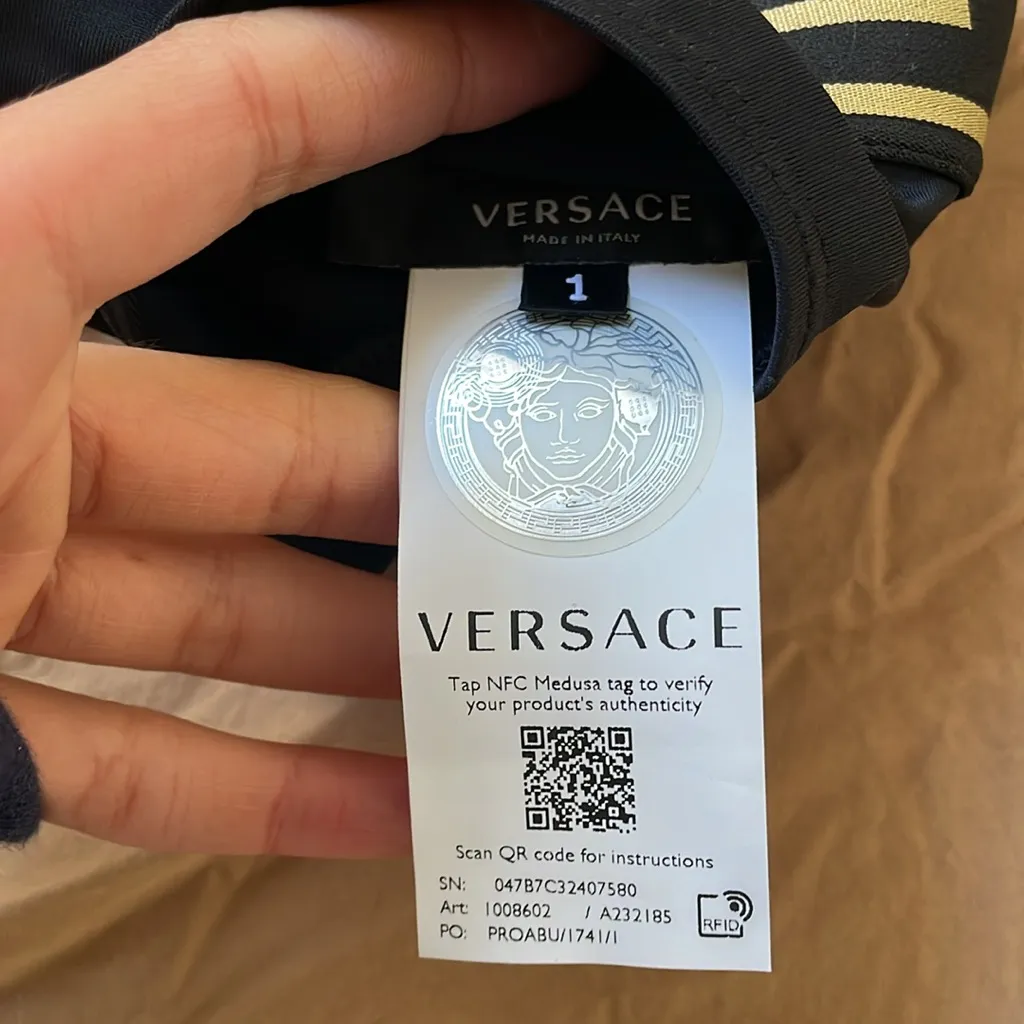 VERSACE
MADE IN ITALY
1
VERSACE
Tap NFC Medusa tag to verify
your product's authenticity
Scan QR code for instructions
SN: 047B7C32407580
Art: 1008602 / A232185
PO: PROABU/1741/1
RFID